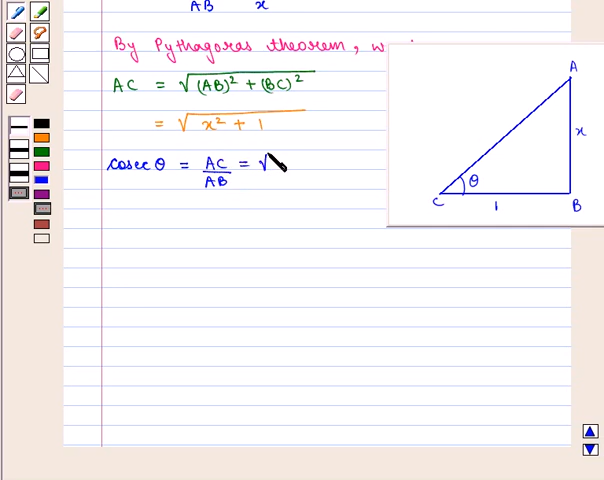 AB x
By Pythagoras theorem, w
AC = √(AB)² + (BC)²
= √x² + 1
cosec θ = AC/AB = √
A
x
θ
C 1 B